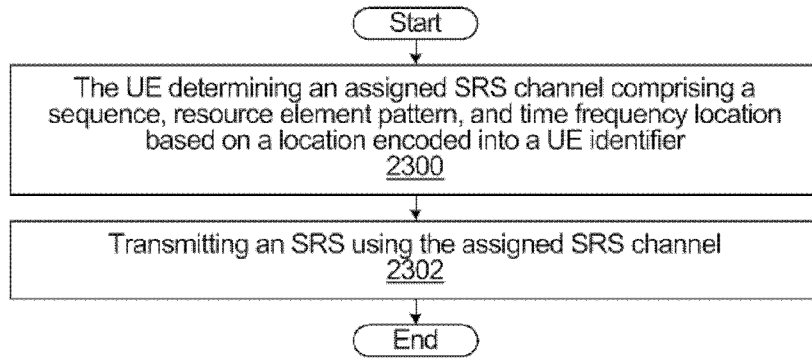 Start
The UE determining an assigned SRS channel comprising a
sequence, resource element pattern, and time frequency location
based on a location encoded into a UE identifier
2300
Transmitting an SRS using the assigned SRS channel
2302
End